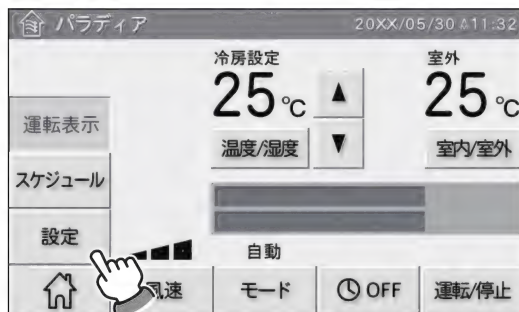 パラディア 20XX/05/30 11:32
冷房設定 室外
25℃ ▲ 25℃
運転表示
温度/湿度 ▼ 室内/室外
スケジュール
設定
自動
風速 モード OFF 運転/停止